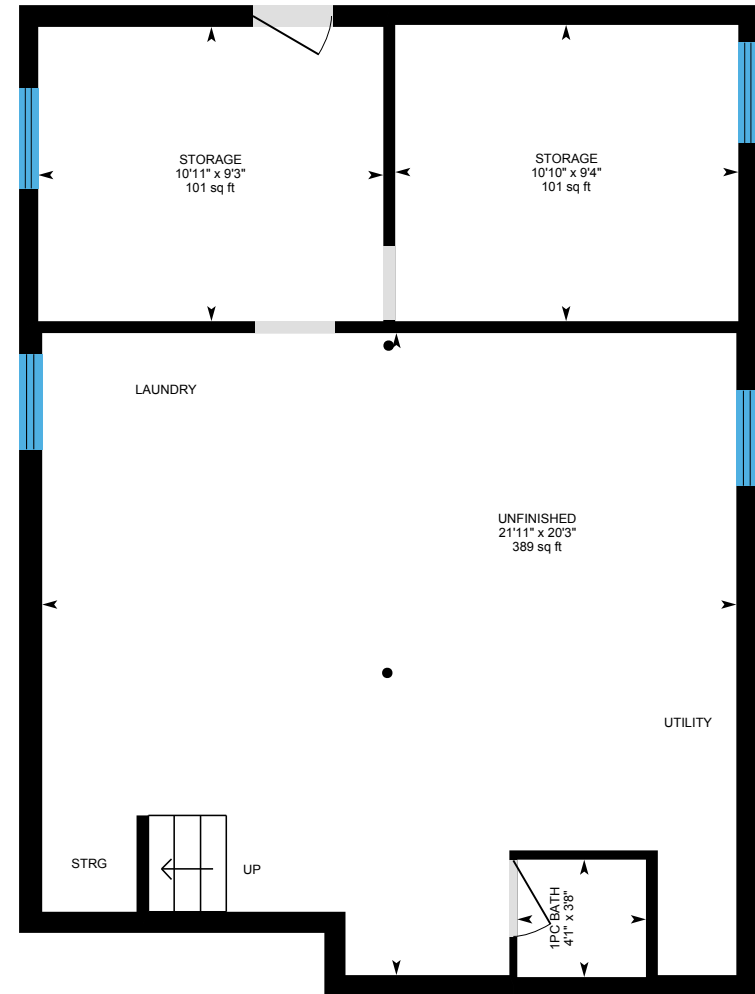 STORAGE
10'11" x 9'3"
101 sq ft
STORAGE
10'10" x 9'4"
101 sq ft
LAUNDRY
UNFINISHED
21'11" x 20'3"
389 sq ft
UTILITY
STRG
UP
1PC BATH
4'1" x 3'8"